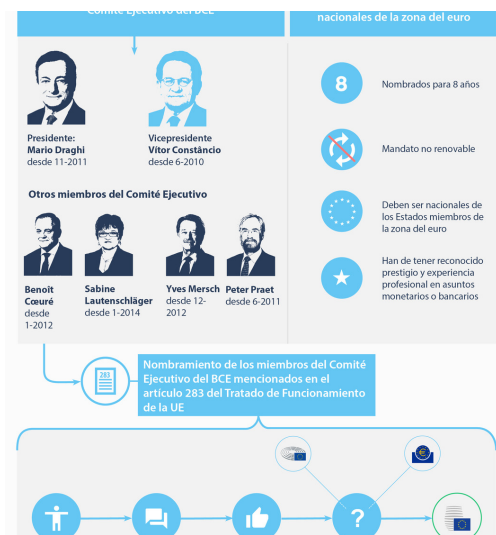 Comité Ejecutivo del BCE
nacionales de la zona del euro
Presidente:
Mario Draghi
desde 11-2011
Vicepresidente
Vítor Constâncio
desde 6-2010
8
Nombrados para 8 años
Mandato no renovable
Deben ser nacionales de
los Estados miembros de
la zona del euro
Han de tener reconocido
prestigio y experiencia
profesional en asuntos
monetarios o bancarios
Otros miembros del Comité Ejecutivo
Benoît
Cœuré
desde
1-2012
Sabine
Lautenschläger
desde 1-2014
Yves Mersch
desde 12-
2012
Peter Praet
desde 6-2011
283
Nombramiento de los miembros del Comité
Ejecutivo del BCE mencionados en el
artículo 283 del Tratado de Funcionamiento
de la UE
?